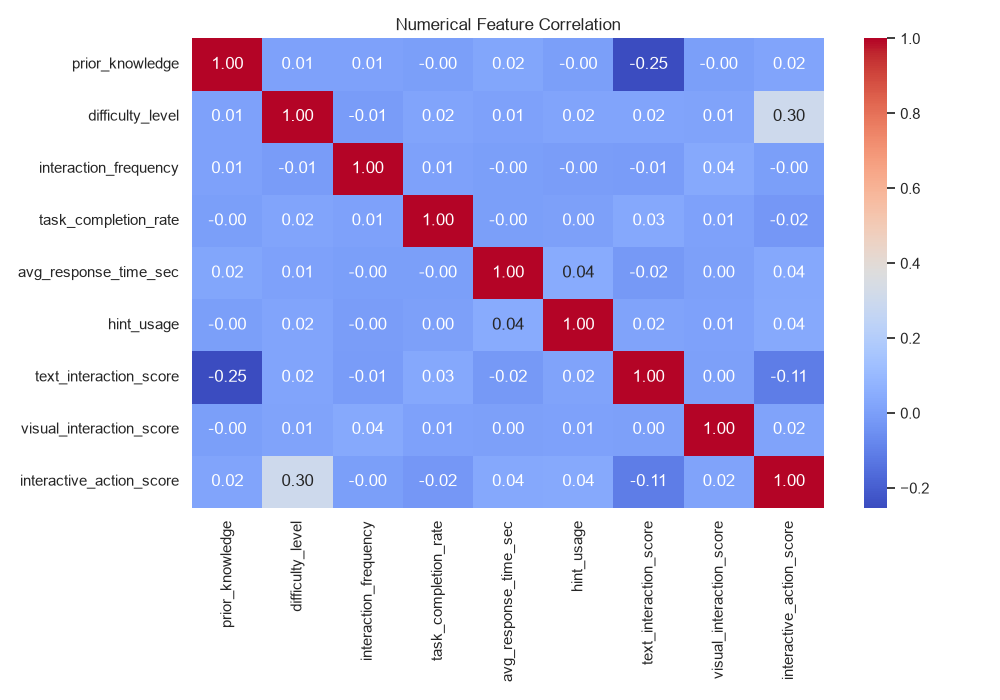 Numerical Feature Correlation
prior_knowledge 1.00 0.01 0.01 -0.00 0.02 -0.00 -0.25 -0.00 0.02
difficulty_level 0.01 1.00 -0.01 0.02 0.01 0.02 0.02 0.01 0.30
interaction_frequency 0.01 -0.01 1.00 0.01 -0.00 -0.00 -0.01 0.04 -0.00
task_completion_rate -0.00 0.02 0.01 1.00 -0.00 0.00 0.03 0.01 -0.02
avg_response_time_sec 0.02 0.01 -0.00 -0.00 1.00 0.04 -0.02 0.00 0.04
hint_usage -0.00 0.02 -0.00 0.00 0.04 1.00 0.02 0.01 0.04
text_interaction_score -0.25 0.02 -0.01 0.03 -0.02 0.02 1.00 0.00 -0.11
visual_interaction_score -0.00 0.01 0.04 0.01 0.00 0.01 0.00 1.00 0.02
interactive_action_score 0.02 0.30 -0.00 -0.02 0.04 0.04 -0.11 0.02 1.00
prior_knowledge
difficulty_level
interaction_frequency
task_completion_rate
avg_response_time_sec
hint_usage
text_interaction_score
visual_interaction_score
interactive_action_score
1.0
0.8
0.6
0.4
0.2
0.0
−0.2